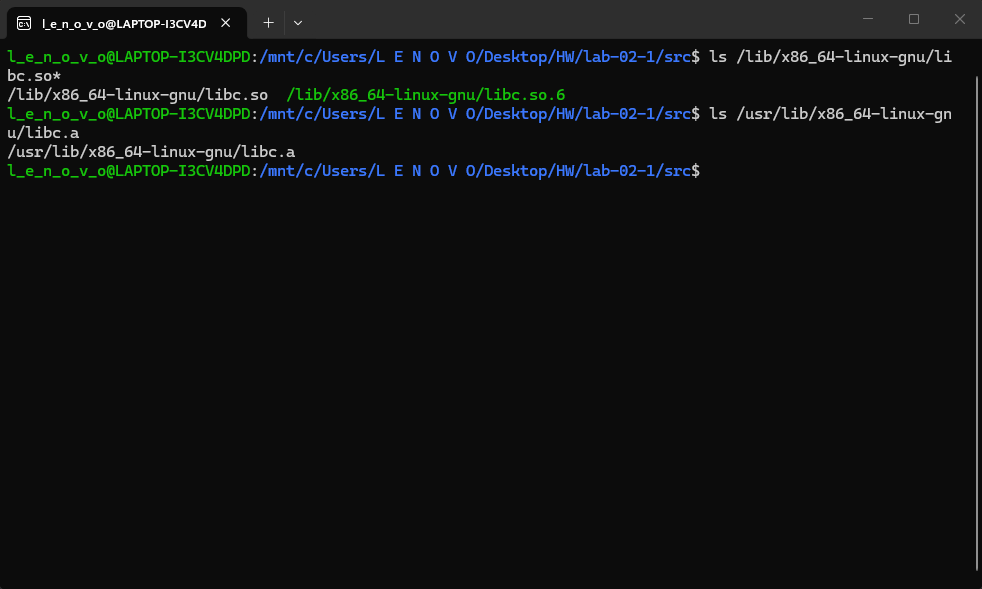 l_e_n_o_v_o@LAPTOP-I3CV4D
l_e_n_o_v_o@LAPTOP-I3CV4DPD:/mnt/c/Users/L E N O V O/Desktop/HW/lab-02-1/src$ ls /lib/x86_64-linux-gnu/li
bc.so*
/lib/x86_64-linux-gnu/libc.so  /lib/x86_64-linux-gnu/libc.so.6
l_e_n_o_v_o@LAPTOP-I3CV4DPD:/mnt/c/Users/L E N O V O/Desktop/HW/lab-02-1/src$ ls /usr/lib/x86_64-linux-gn
u/libc.a
/usr/lib/x86_64-linux-gnu/libc.a
l_e_n_o_v_o@LAPTOP-I3CV4DPD:/mnt/c/Users/L E N O V O/Desktop/HW/lab-02-1/src$